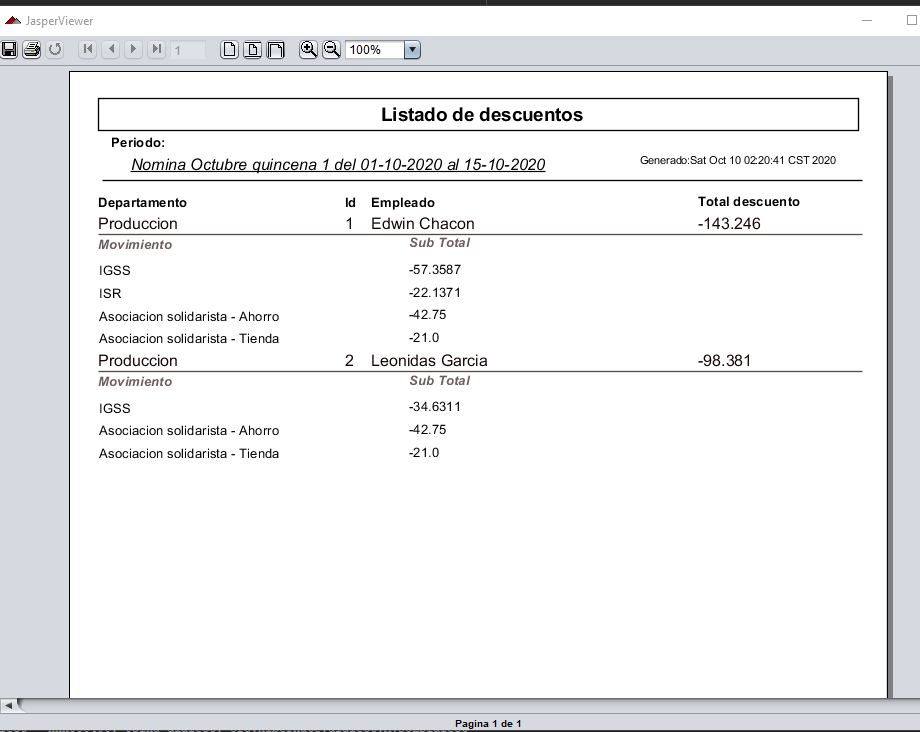 JasperViewer
1
100%
Listado de descuentos
Periodo:
Nomina Octubre quincena 1 del 01-10-2020 al 15-10-2020
Generado:Sat Oct 10 02:20:41 CST 2020
Departamento Id Empleado Total descuento
Produccion 1 Edwin Chacon -143.246
Movimiento Sub Total
IGSS -57.3587
ISR -22.1371
Asociacion solidarista - Ahorro -42.75
Asociacion solidarista - Tienda -21.0
Produccion 2 Leonidas Garcia -98.381
Movimiento Sub Total
IGSS -34.6311
Asociacion solidarista - Ahorro -42.75
Asociacion solidarista - Tienda -21.0
Pagina 1 de 1